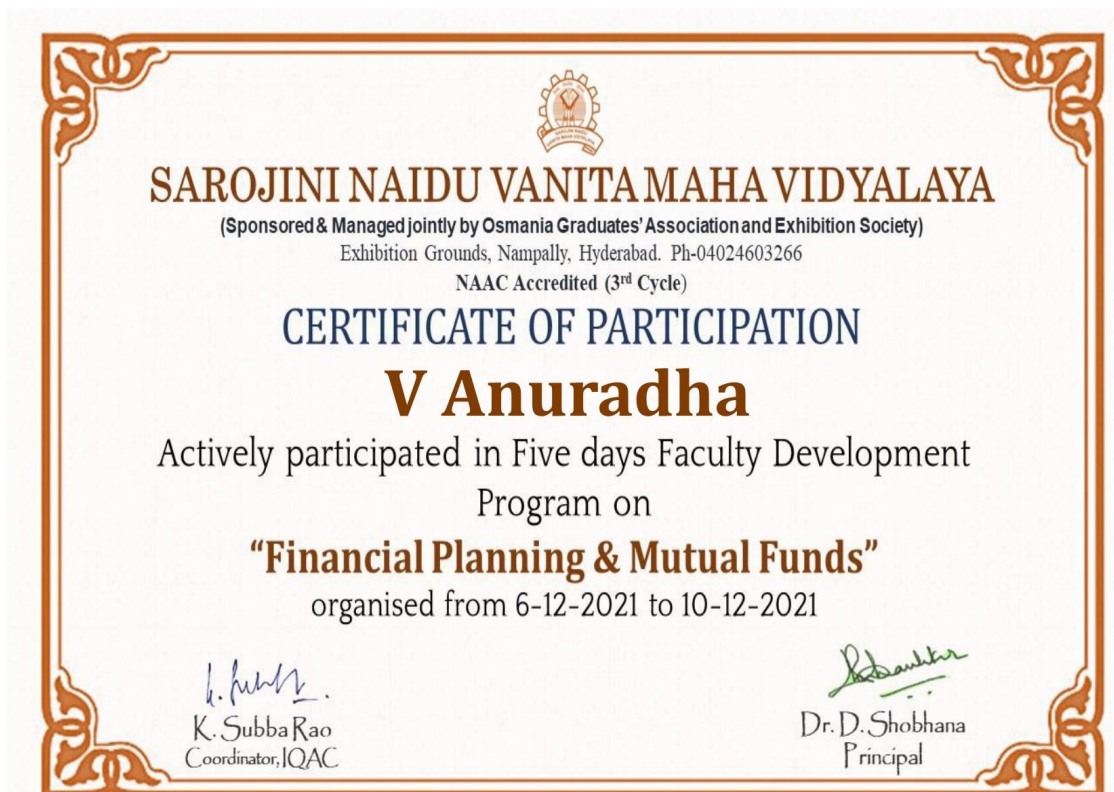 SAROJINI NAIDU VANITA MAHA VIDYALAYA
(Sponsored & Managed jointly by Osmania Graduates' Association and Exhibition Society)
Exhibition Grounds, Nampally, Hyderabad. Ph-04024603266
NAAC Accredited (3rd Cycle)
CERTIFICATE OF PARTICIPATION
V Anuradha
Actively participated in Five days Faculty Development
Program on
“Financial Planning & Mutual Funds”
organised from 6-12-2021 to 10-12-2021
K. Subba Rao
Coordinator, IQAC
Dr. D. Shobhana
Principal